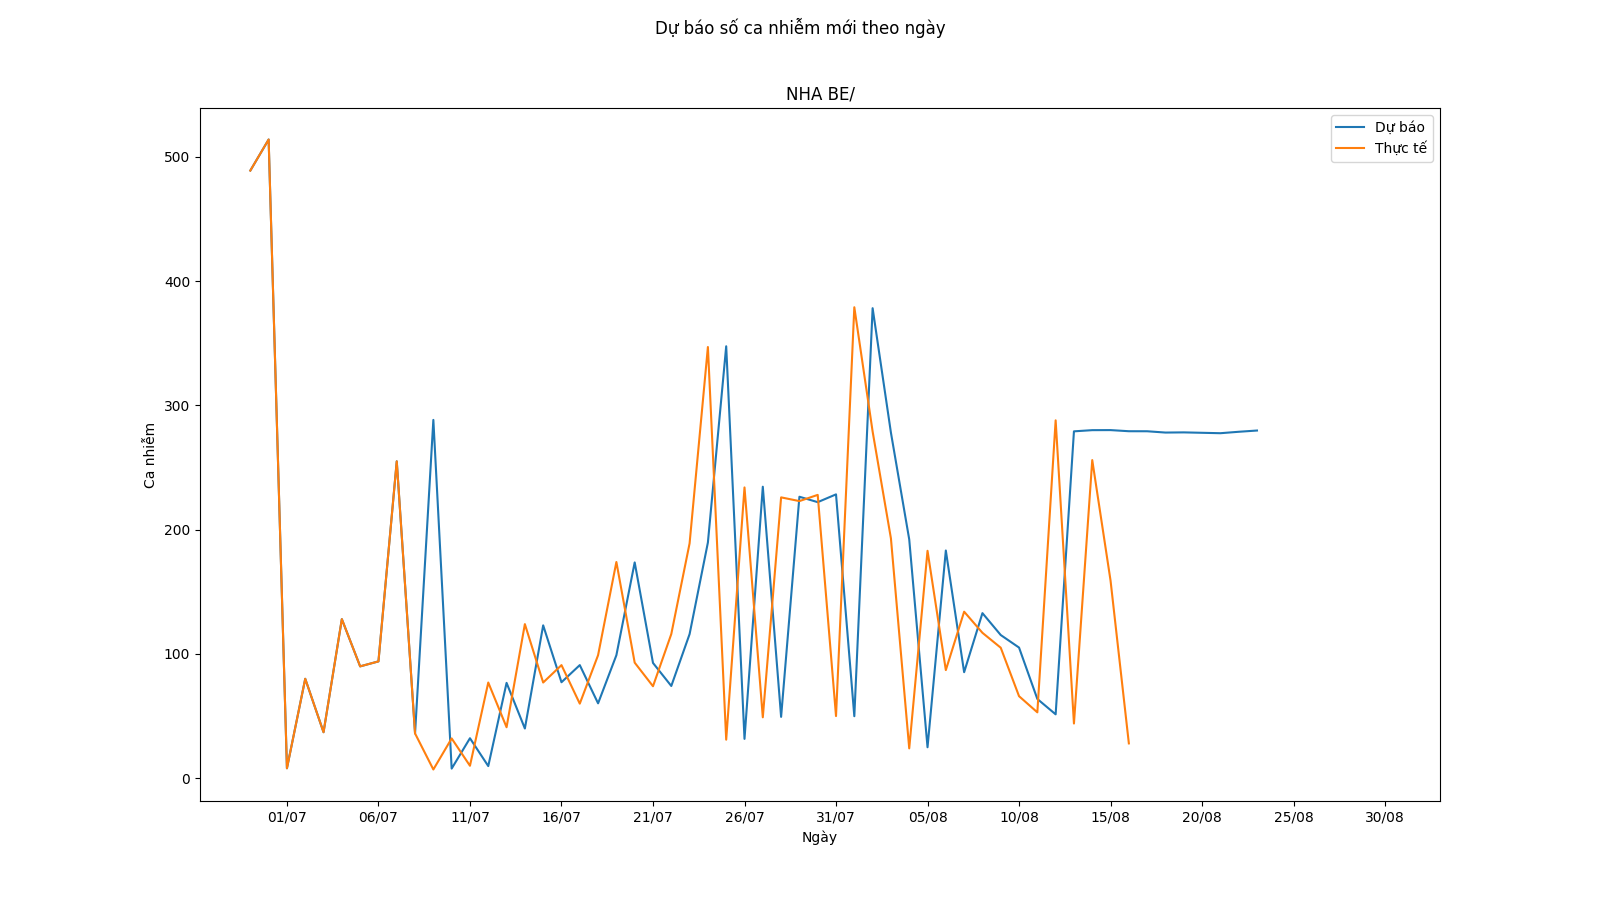 Dự báo số ca nhiễm mới theo ngày
NHA BE/
Dự báo
Thực tế
500
400
300
200
100
0
Ca nhiễm
01/07 06/07 11/07 16/07 21/07 26/07 31/07 05/08 10/08 15/08 20/08 25/08 30/08
Ngày